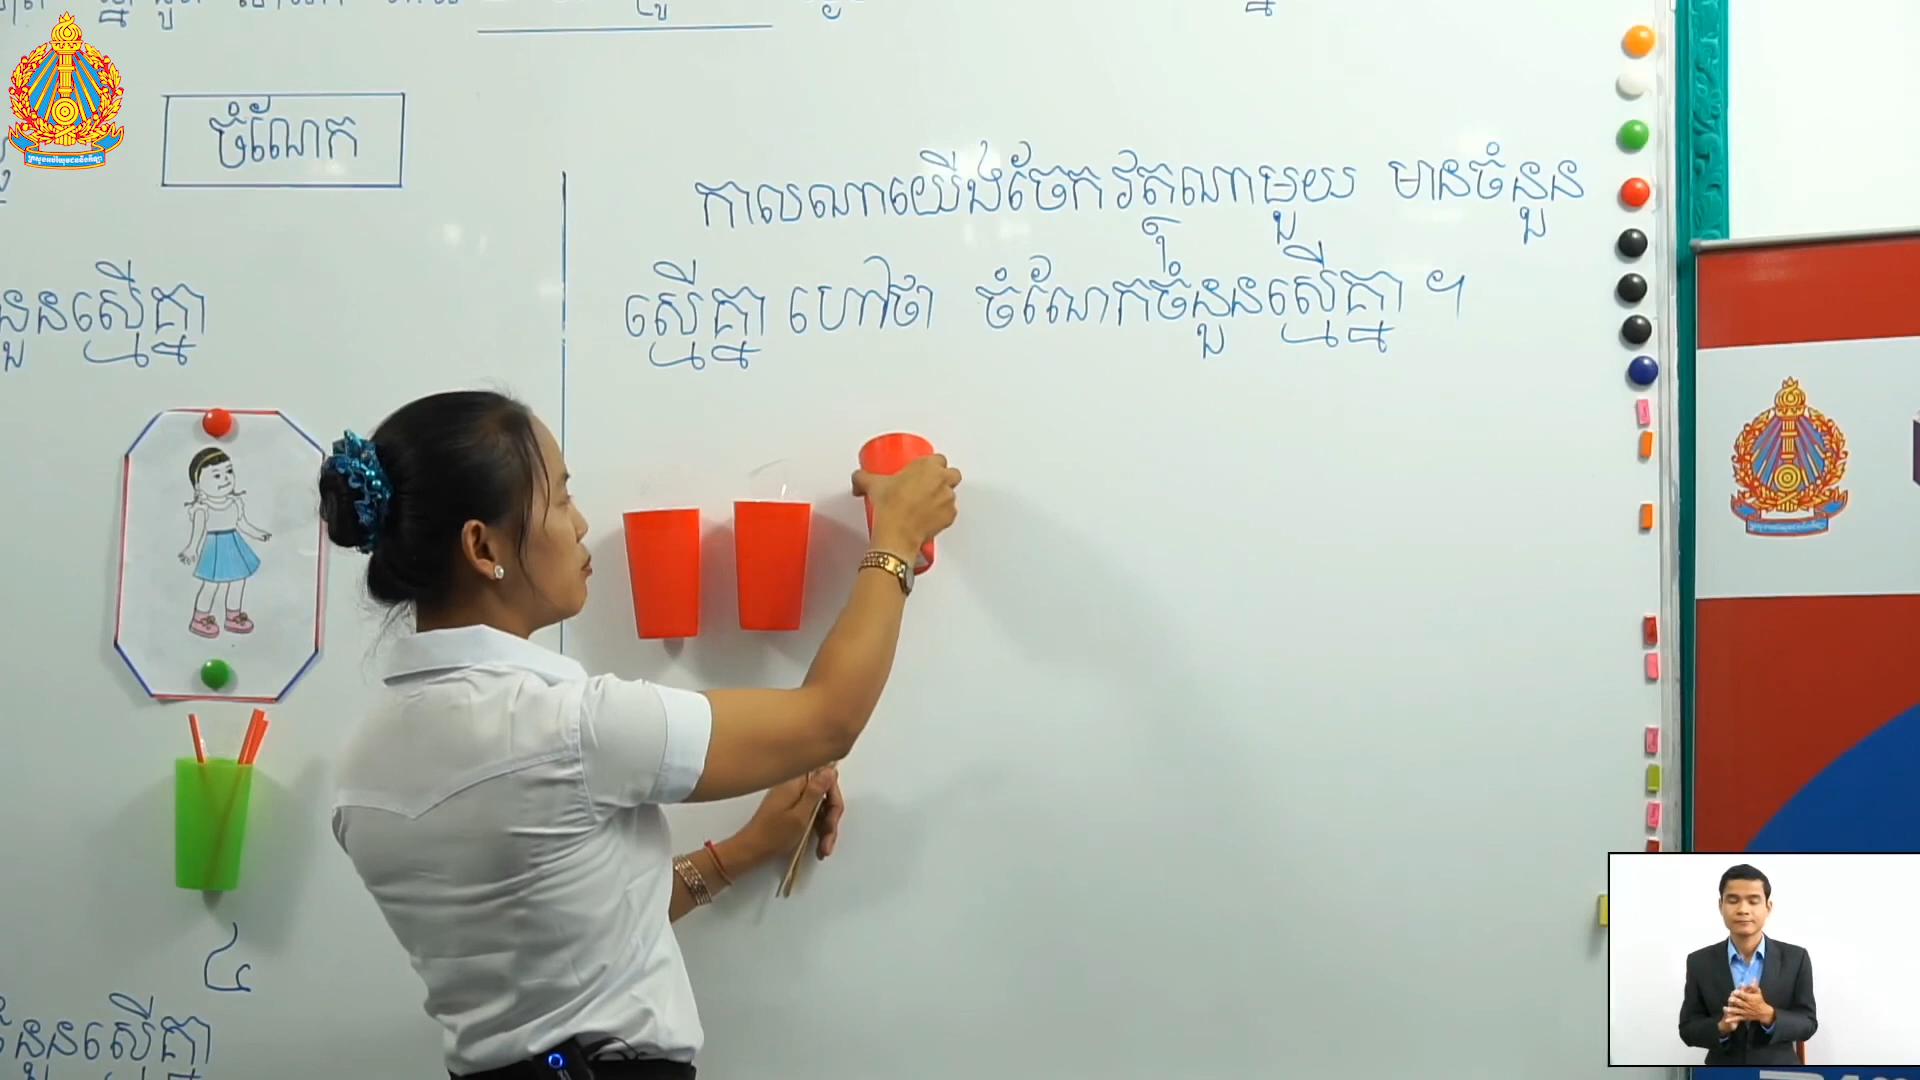 ចំណែក
កាលណាយើងចែកវត្ថុណាមួយ មានចំនួន
ស្មើគ្នា ហៅថា ចំណែកចំនួនស្មើគ្នា ។
នួនស្មើគ្នា
៤
ចំនួនស្មើគ្នា